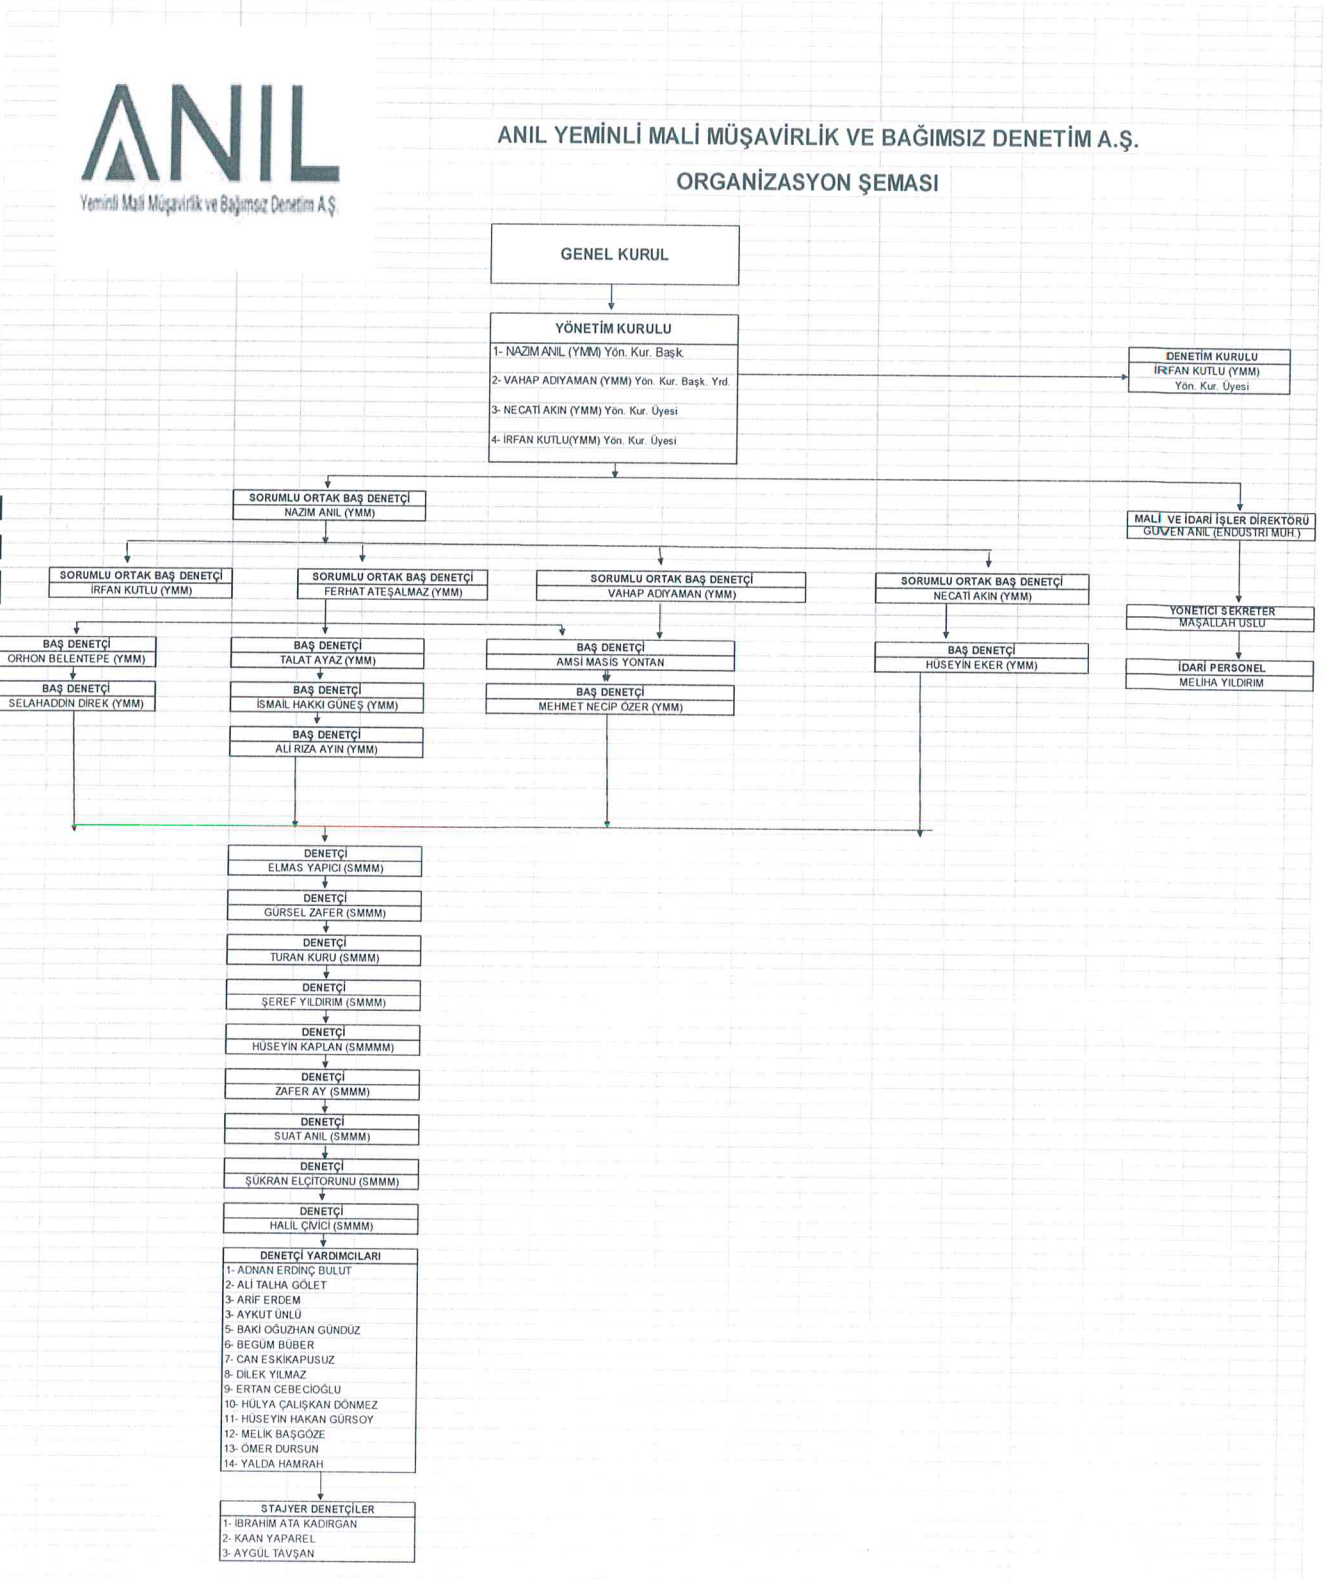 ANIL
Yeminli Mali Müşavirlik ve Bağımsız Denetim A.Ş.
ANIL YEMİNLİ MALİ MÜŞAVİRLİK VE BAĞIMSIZ DENETİM A.Ş.
ORGANİZASYON ŞEMASI
GENEL KURUL
YÖNETİM KURULU
1- NAZIM ANIL (YMM) Yön. Kur. Başk.
2- VAHAP ADIYAMAN (YMM) Yön. Kur. Başk. Yrd.
3- NECATİ AKIN (YMM) Yön. Kur. Üyesi
4- İRFAN KUTLU(YMM) Yön. Kur. Üyesi
DENETİM KURULU
İRFAN KUTLU (YMM)
Yön. Kur. Üyesi
SORUMLU ORTAK BAŞ DENETÇİ
NAZIM ANIL (YMM)
MALİ VE İDARİ İŞLER DİREKTÖRÜ
GÜVEN ANIL (ENDÜSTRİ MÜH.)
SORUMLU ORTAK BAŞ DENETÇİ
İRFAN KUTLU (YMM)
SORUMLU ORTAK BAŞ DENETÇİ
FERHAT ATEŞALMAZ (YMM)
SORUMLU ORTAK BAŞ DENETÇİ
VAHAP ADIYAMAN (YMM)
SORUMLU ORTAK BAŞ DENETÇİ
NECATİ AKIN (YMM)
YÖNETİCİ SEKRETER
MAŞALLAH USLU
BAŞ DENETÇİ
ORHON BELENTEPE (YMM)
BAŞ DENETÇİ
TALAT AYAZ (YMM)
BAŞ DENETÇİ
AMSİ MASİS YONTAN
BAŞ DENETÇİ
HÜSEYİN EKER (YMM)
İDARİ PERSONEL
MELİHA YILDIRIM
BAŞ DENETÇİ
SELAHADDİN DİREK (YMM)
BAŞ DENETÇİ
İSMAİL HAKKI GÜNEŞ (YMM)
BAŞ DENETÇİ
MEHMET NECİP ÖZER (YMM)
BAŞ DENETÇİ
ALİ RIZA AYIN (YMM)
DENETÇİ
ELMAS YAPICI (SMMM)
DENETÇİ
GÜRSEL ZAFER (SMMM)
DENETÇİ
TURAN KURU (SMMM)
DENETÇİ
ŞEREF YILDIRIM (SMMM)
DENETÇİ
HÜSEYİN KAPLAN (SMMMM)
DENETÇİ
ZAFER AY (SMMM)
DENETÇİ
SUAT ANIL (SMMM)
DENETÇİ
ŞÜKRAN ELÇİTORUNU (SMMM)
DENETÇİ
HALİL ÇİVİCİ (SMMM)
DENETÇİ YARDIMCILARI
1- ADNAN ERDİNÇ BULUT
2- ALİ TALHA GÖLET
3- ARİF ERDEM
3- AYKUT ÜNLÜ
5- BAKİ OĞUZHAN GÜNDÜZ
6- BEGÜM BÜBER
7- CAN ESKİKAPUSUZ
8- DİLEK YILMAZ
9- ERTAN CEBECİOĞLU
10- HÜLYA ÇALIŞKAN DÖNMEZ
11- HÜSEYİN HAKAN GÜRSOY
12- MELİK BAŞGÖZE
13- ÖMER DURSUN
14- YALDA HAMRAH
STAJYER DENETÇİLER
1- İBRAHİM ATA KADIRGAN
2- KAAN YAPAREL
3- AYGÜL TAVŞAN